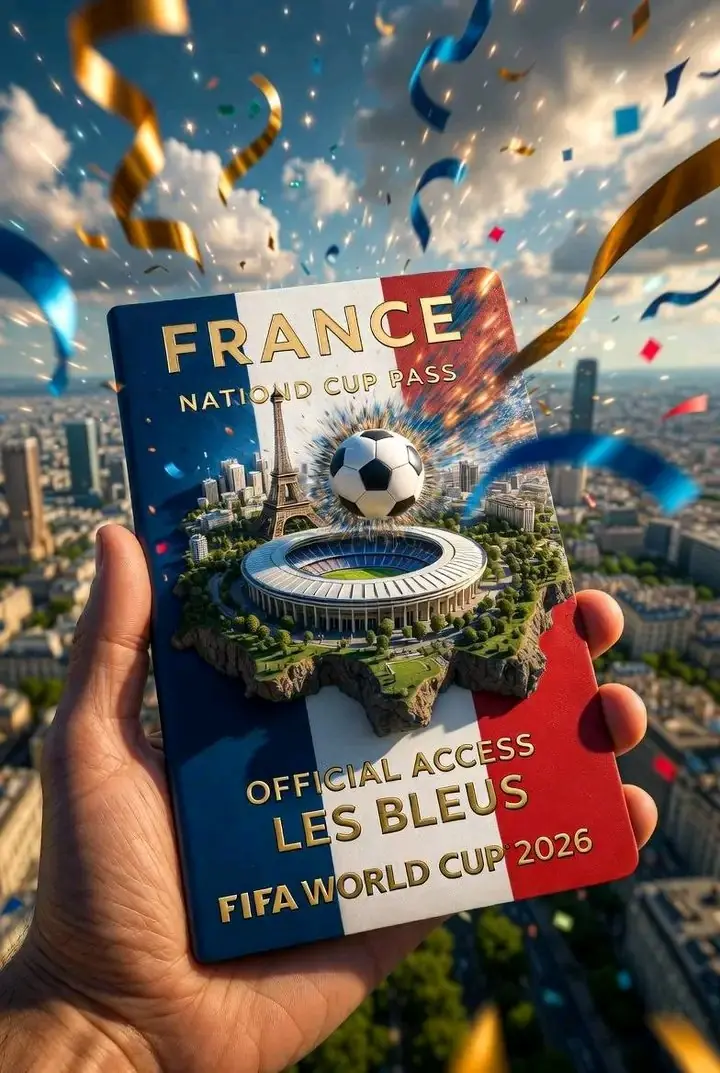 FRANCE
NATIOND CUP PASS
OFFICIAL ACCESS
LES BLEUS
FIFA WORLD CUP 2026